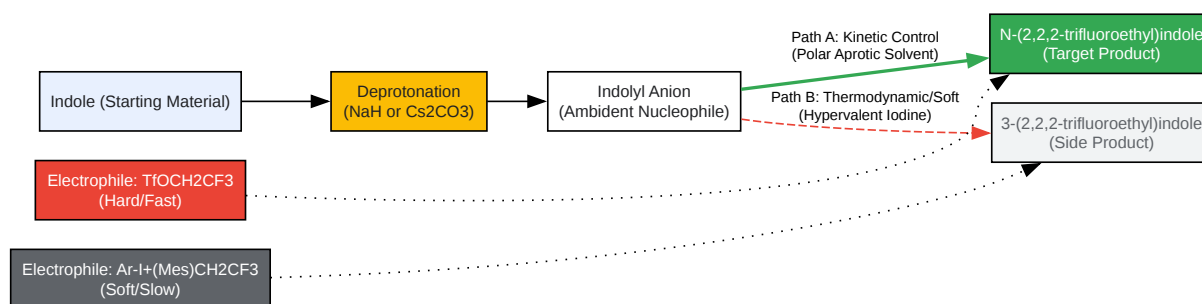 Indole (Starting Material)
Deprotonation
(NaH or Cs2CO3)
Indolyl Anion
(Ambident Nucleophile)
Path A: Kinetic Control
(Polar Aprotic Solvent)
Path B: Thermodynamic/Soft
(Hypervalent Iodine)
N-(2,2,2-trifluoroethyl)indole
(Target Product)
3-(2,2,2-trifluoroethyl)indole
(Side Product)
Electrophile: TfOCH2CF3
(Hard/Fast)
Electrophile: Ar-I+(Mes)CH2CF3
(Soft/Slow)